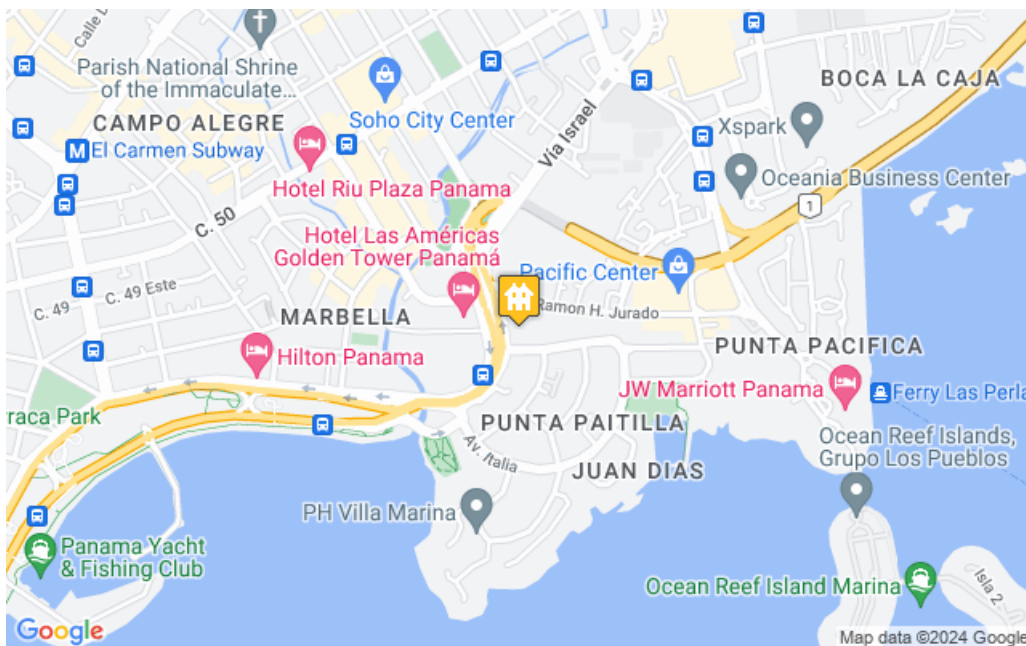 Calle D
Parish National Shrine
of the Immaculate...
BOCA LA CAJA
Soho City Center
CAMPO ALEGRE
Vía Israel
Xspark
M
El Carmen Subway
Oceania Business Center
Hotel Riu Plaza Panama
C. 50
1
Hotel Las Américas
Golden Tower Panamá
Pacific Center
C. 49 Este
C. 49
Ramon H. Jurado
MARBELLA
PUNTA PACIFICA
Hilton Panama
JW Marriott Panama
Ferry Las Perla
rraca Park
PUNTA PAITILLA
Ocean Reef Islands,
Grupo Los Pueblos
Av. Italia
JUAN DIAS
PH Villa Marina
Panama Yacht
& Fishing Club
Ocean Reef Island Marina
Isla 2
Google
Map data ©2024 Google